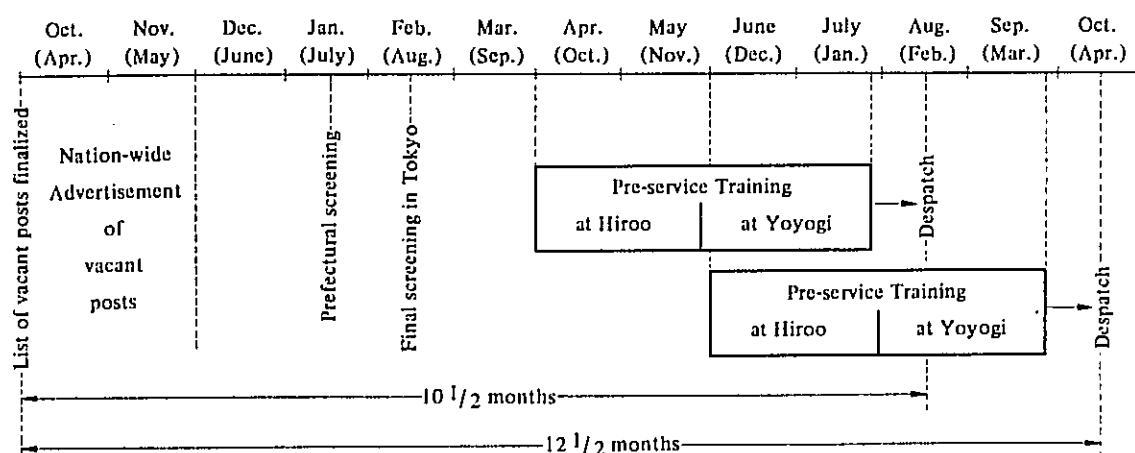 Oct. Nov. Dec. Jan. Feb. Mar. Apr. May June July Aug. Sep. Oct.
(Apr.) (May) (June) (July) (Aug.) (Sep.) (Oct.) (Nov.) (Dec.) (Jan.) (Feb.) (Mar.) (Apr.)
List of vacant posts finalized
Nation-wide
Advertisement
of
vacant
posts
Prefectural screening
Final screening in Tokyo
Pre-service Training
at Hiroo at Yoyogi
Despatch
Pre-service Training
at Hiroo at Yoyogi
Despatch
10 1/2 months
12 1/2 months